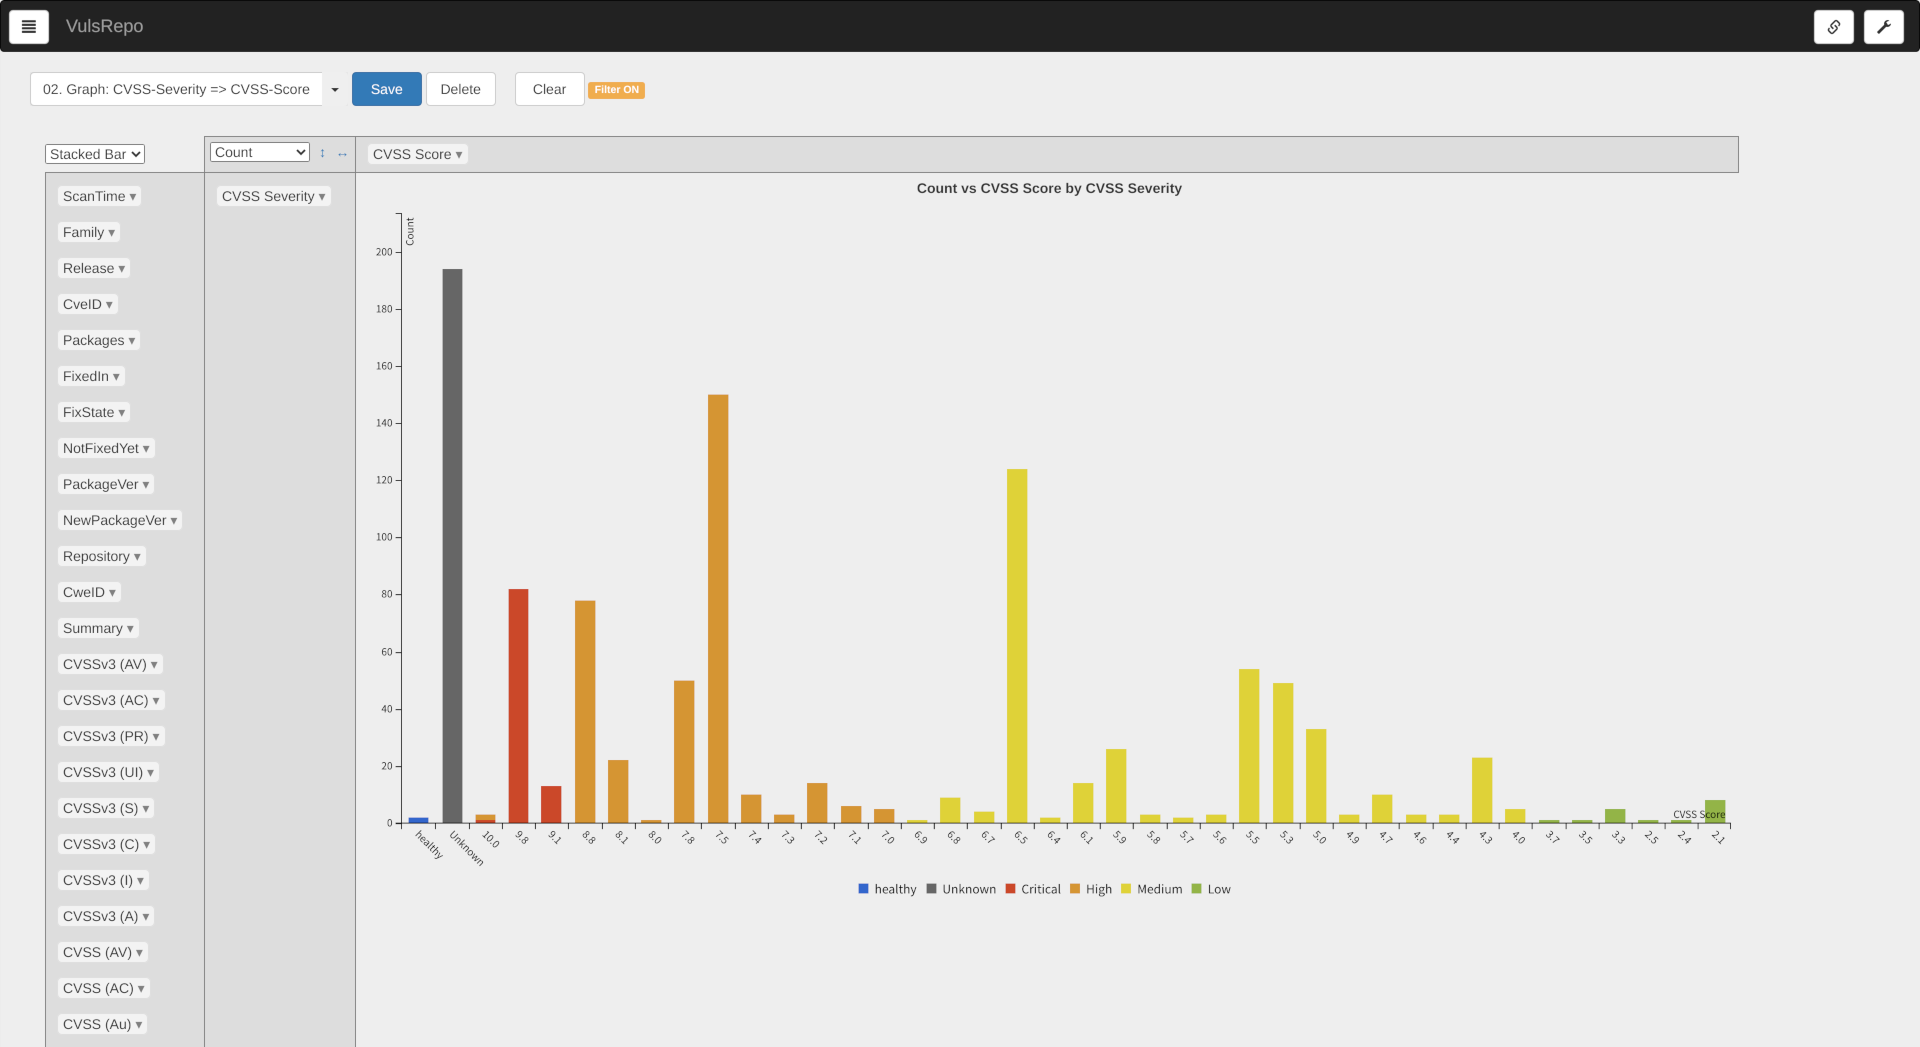 VulsRepo
02. Graph: CVSS-Severity => CVSS-Score
Save
Delete
Clear
Filter ON
Stacked Bar
Count
↕ ↔
CVSS Score ▾
ScanTime ▾
Family ▾
Release ▾
CveID ▾
Packages ▾
FixedIn ▾
FixState ▾
NotFixedYet ▾
PackageVer ▾
NewPackageVer ▾
Repository ▾
CweID ▾
Summary ▾
CVSSv3 (AV) ▾
CVSSv3 (AC) ▾
CVSSv3 (PR) ▾
CVSSv3 (UI) ▾
CVSSv3 (S) ▾
CVSSv3 (C) ▾
CVSSv3 (I) ▾
CVSSv3 (A) ▾
CVSS (AV) ▾
CVSS (AC) ▾
CVSS (Au) ▾
CVSS Severity ▾
Count vs CVSS Score by CVSS Severity
Count
200
180
160
140
120
100
80
60
40
20
0
CVSS Score
healthy
Unknown
10.0
9.8
9.1
8.8
8.1
8.0
7.8
7.5
7.4
7.3
7.2
7.1
7.0
6.9
6.8
6.7
6.5
6.4
6.1
5.9
5.8
5.7
5.6
5.5
5.3
5.0
4.9
4.7
4.6
4.4
4.3
4.0
3.7
3.5
3.3
2.5
2.4
2.1
healthy Unknown Critical High Medium Low